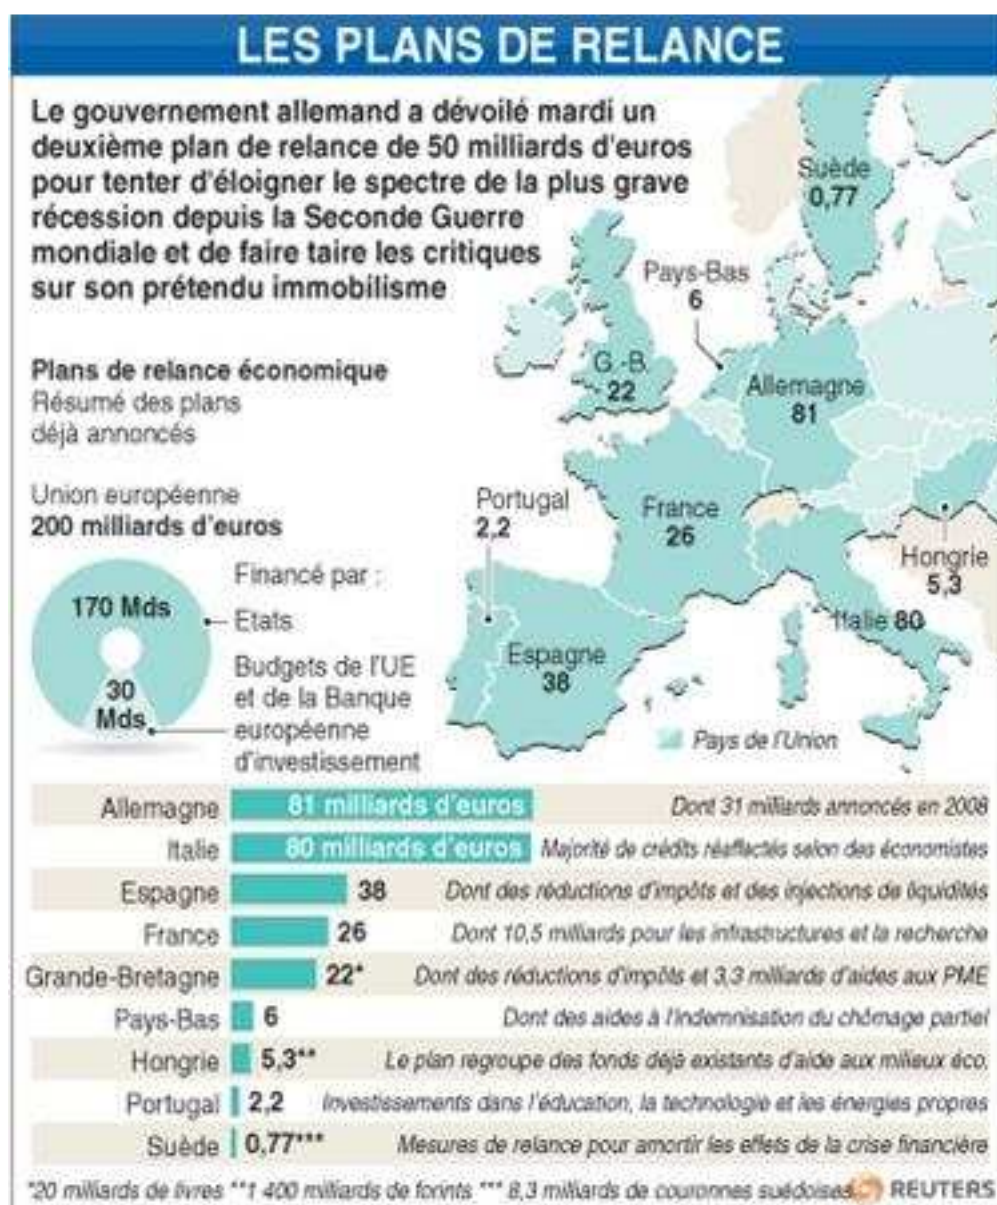 LES PLANS DE RELANCE
Le gouvernement allemand a dévoilé mardi un
deuxième plan de relance de 50 milliards d'euros
pour tenter d'éloigner le spectre de la plus grave
récession depuis la Seconde Guerre
mondiale et de faire taire les critiques
sur son prétendu immobilisme
Plans de relance économique
Résumé des plans
déjà annoncés
Union européenne
200 milliards d'euros
170 Mds
30
Mds
Financé par :
Etats
Budgets de l'UE
et de la Banque
européenne
d'investissement
Suède
0,77
Pays-Bas
6
G.-B.
22
Allemagne
81
Portugal
2,2
France
26
Hongrie
5,3
Italie 80
Espagne
38
Pays de l'Union
Allemagne 81 milliards d'euros Dont 31 milliards annoncés en 2008
Italie 80 milliards d'euros Majorité de crédits réaffectés selon des économistes
Espagne 38 Dont des réductions d'impôts et des injections de liquidités
France 26 Dont 10,5 milliards pour les infrastructures et la recherche
Grande-Bretagne 22* Dont des réductions d'impôts et 3,3 milliards d'aides aux PME
Pays-Bas 6 Dont des aides à l'indemnisation du chômage partiel
Hongrie 5,3** Le plan regroupe des fonds déjà existants d'aide aux milieux éco.
Portugal 2,2 Investissements dans l'éducation, la technologie et les énergies propres
Suède 0,77*** Mesures de relance pour amortir les effets de la crise financière
*20 milliards de livres **1 400 milliards de forints *** 8,3 milliards de couronnes suédoises REUTERS